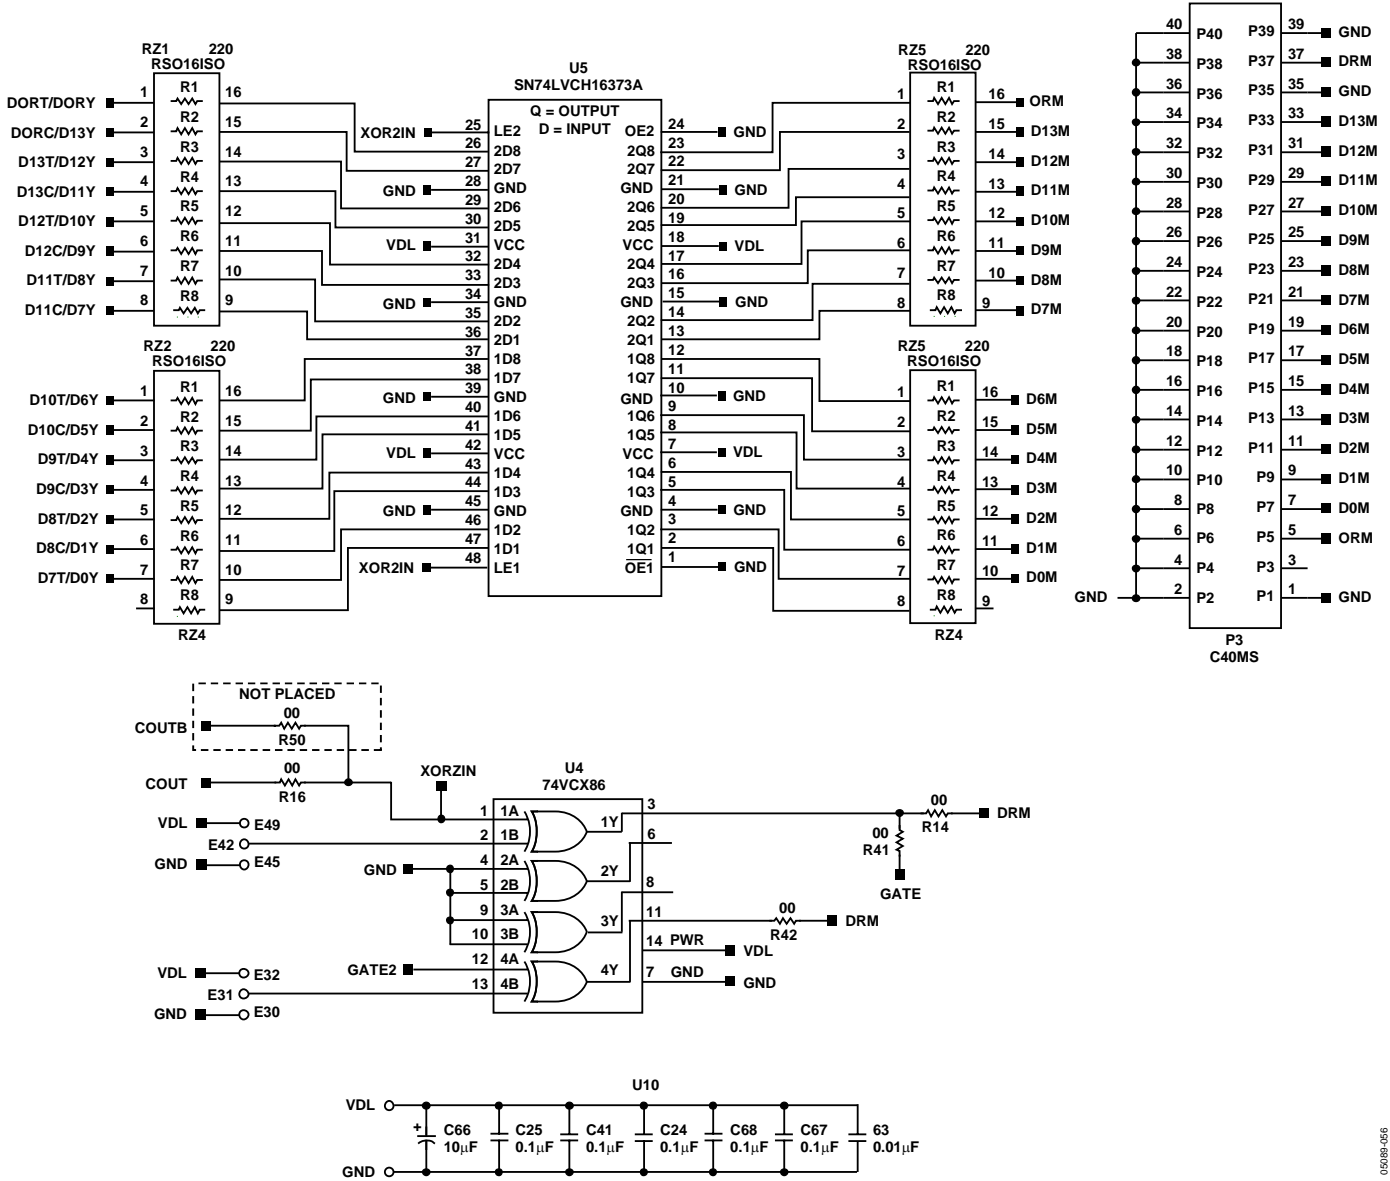 RZ1 220
RSO16ISO
DORT/DORY 1 R1 16
DORC/D13Y 2 R2 15
D13T/D12Y 3 R3 14
D13C/D11Y 4 R4 13
D12T/D10Y 5 R5 12
D12C/D9Y 6 R6 11
D11T/D8Y 7 R7 10
D11C/D7Y 8 R8 9
RZ2 220
RSO16ISO
D10T/D6Y 1 R1 16
D10C/D5Y 2 R2 15
D9T/D4Y 3 R3 14
D9C/D3Y 4 R4 13
D8T/D2Y 5 R5 12
D8C/D1Y 6 R6 11
D7T/D0Y 7 R7 10
8 R8 9
RZ4
U5
SN74LVCH16373A
Q = OUTPUT
D = INPUT
XOR2IN 25 LE2 OE2 24 GND
26 2D8 2Q8 23
27 2D7 2Q7 22
GND 28 GND GND 21 GND
29 2D6 2Q6 20
30 2D5 2Q5 19
VDL 31 VCC VCC 18 VDL
32 2D4 2Q4 17
33 2D3 2Q3 16
GND 34 GND GND 15 GND
35 2D2 2Q2 14
36 2D1 2Q1 13
37 1D8 1Q8 12
38 1D7 1Q7 11
GND 39 GND GND 10 GND
40 1D6 1Q6 9
41 1D5 1Q5 8
VDL 42 VCC VCC 7 VDL
43 1D4 1Q4 6
44 1D3 1Q3 5
GND 45 GND GND 4 GND
46 1D2 1Q2 3
47 1D1 1Q1 2
XOR2IN 48 LE1 OE1 1 GND
RZ5 220
RSO16ISO
1 R1 16 ORM
2 R2 15 D13M
3 R3 14 D12M
4 R4 13 D11M
5 R5 12 D10M
6 R6 11 D9M
7 R7 10 D8M
8 R8 9 D7M
RZ5 220
RSO16ISO
1 R1 16 D6M
2 R2 15 D5M
3 R3 14 D4M
4 R4 13 D3M
5 R5 12 D2M
6 R6 11 D1M
7 R7 10 D0M
8 R8 9
RZ4
40 P40 P39 39 GND
38 P38 P37 37 DRM
36 P36 P35 35 GND
34 P34 P33 33 D13M
32 P32 P31 31 D12M
30 P30 P29 29 D11M
28 P28 P27 27 D10M
26 P26 P25 25 D9M
24 P24 P23 23 D8M
22 P22 P21 21 D7M
20 P20 P19 19 D6M
18 P18 P17 17 D5M
16 P16 P15 15 D4M
14 P14 P13 13 D3M
12 P12 P11 11 D2M
10 P10 P9 9 D1M
8 P8 P7 7 D0M
6 P6 P5 5 ORM
4 P4 P3 3
GND 2 P2 P1 1 GND
P3
C40MS
NOT PLACED
COUTB 00 R50
COUT 00 R16
XORZIN
U4
74VCX86
1 1A 1Y 3
VDL E49
E42 2 1B
GND E45
GND 4 2A 2Y 6
5 2B
9 3A 3Y 8
10 3B
GATE2 12 4A 4Y 11
VDL E32
E31 13 4B
GND E30
00 R14 DRM
00 R41
GATE
00 R42 DRM
14 PWR VDL
7 GND GND
U10
VDL
+ C66 10μF
C25 0.1μF
C41 0.1μF
C24 0.1μF
C68 0.1μF
C67 0.1μF
63 0.01μF
GND
05089-056